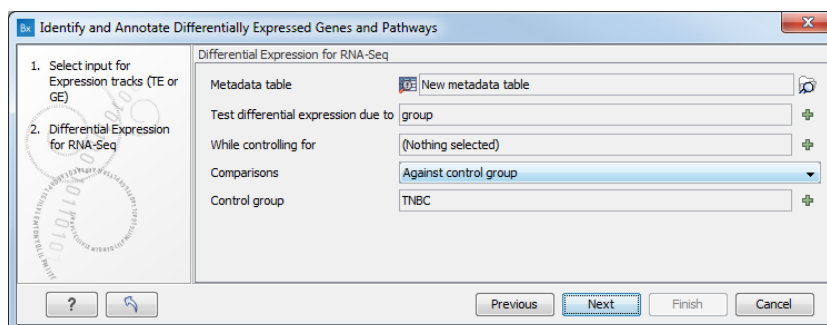 Bx Identify and Annotate Differentially Expressed Genes and Pathways
1. Select input for
Expression tracks (TE or
GE)
2. Differential Expression
for RNA-Seq
Differential Expression for RNA-Seq
Metadata table New metadata table
Test differential expression due to group
While controlling for (Nothing selected)
Comparisons Against control group
Control group TNBC
? Previous Next Finish Cancel